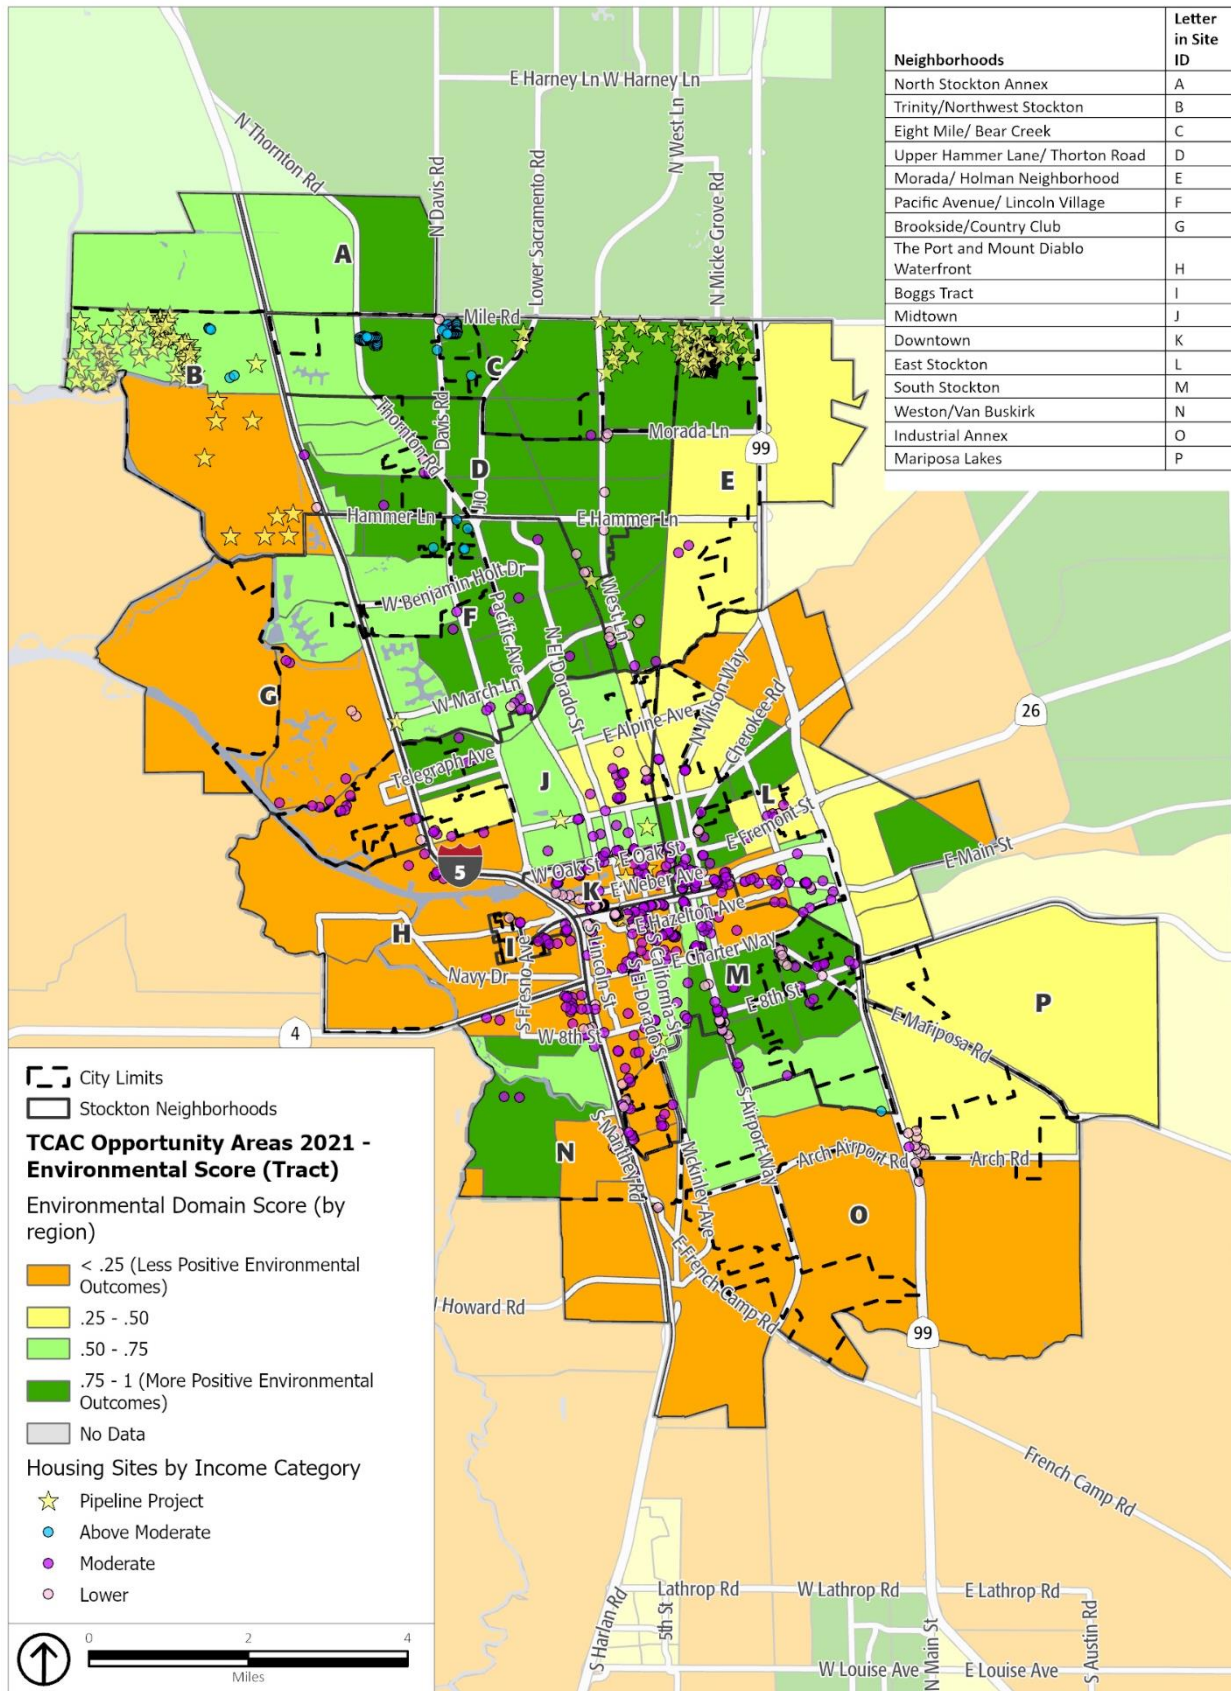 Neighborhoods
Letter in Site ID
North Stockton Annex A
Trinity/Northwest Stockton B
Eight Mile/ Bear Creek C
Upper Hammer Lane/ Thorton Road D
Morada/ Holman Neighborhood E
Pacific Avenue/ Lincoln Village F
Brookside/Country Club G
The Port and Mount Diablo
Waterfront H
Boggs Tract I
Midtown J
Downtown K
East Stockton L
South Stockton M
Weston/Van Buskirk N
Industrial Annex O
Mariposa Lakes P
E Harney Ln
W Harney Ln
N Thornton Rd
N Davis Rd
Lower Sacramento Rd
N West Ln
N Micke Grove Rd
A
Mile Rd
B
C
Thornton Rd
Davis Rd
D
J10
Morada Ln
99
E
Hammer Ln
E Hammer Ln
W Benjamin Holt Dr
F
Pacific Ave
N El Dorado St
West Ln
G
W March Ln
N Wilson Way
E Alpine Ave
Cherokee Rd
26
Telegraph Ave
J
L
E Fremont St
E Main St
W Oak St
E Oak St
5
K
E Weber Ave
E Hazelton Ave
H
I
S Fresno Ave
Navy Dr
S Lincoln St
S El Dorado St
S California St
E Charter Way
M
E 8th St
P
E Mariposa Rd
4
W 8th St
N
S Manthey Rd
Mckinley Ave
S Airport Way
Arch Airport Rd
Arch Rd
O
E French Camp Rd
Howard Rd
99
French Camp Rd
S Harlan Rd
5th St
Lathrop Rd
W Lathrop Rd
E Lathrop Rd
N Main St
S Austin Rd
W Louise Ave
E Louise Ave
City Limits
Stockton Neighborhoods
TCAC Opportunity Areas 2021 -
Environmental Score (Tract)
Environmental Domain Score (by
region)
< .25 (Less Positive Environmental
Outcomes)
.25 - .50
.50 - .75
.75 - 1 (More Positive Environmental
Outcomes)
No Data
Housing Sites by Income Category
Pipeline Project
Above Moderate
Moderate
Lower
0 2 4
Miles